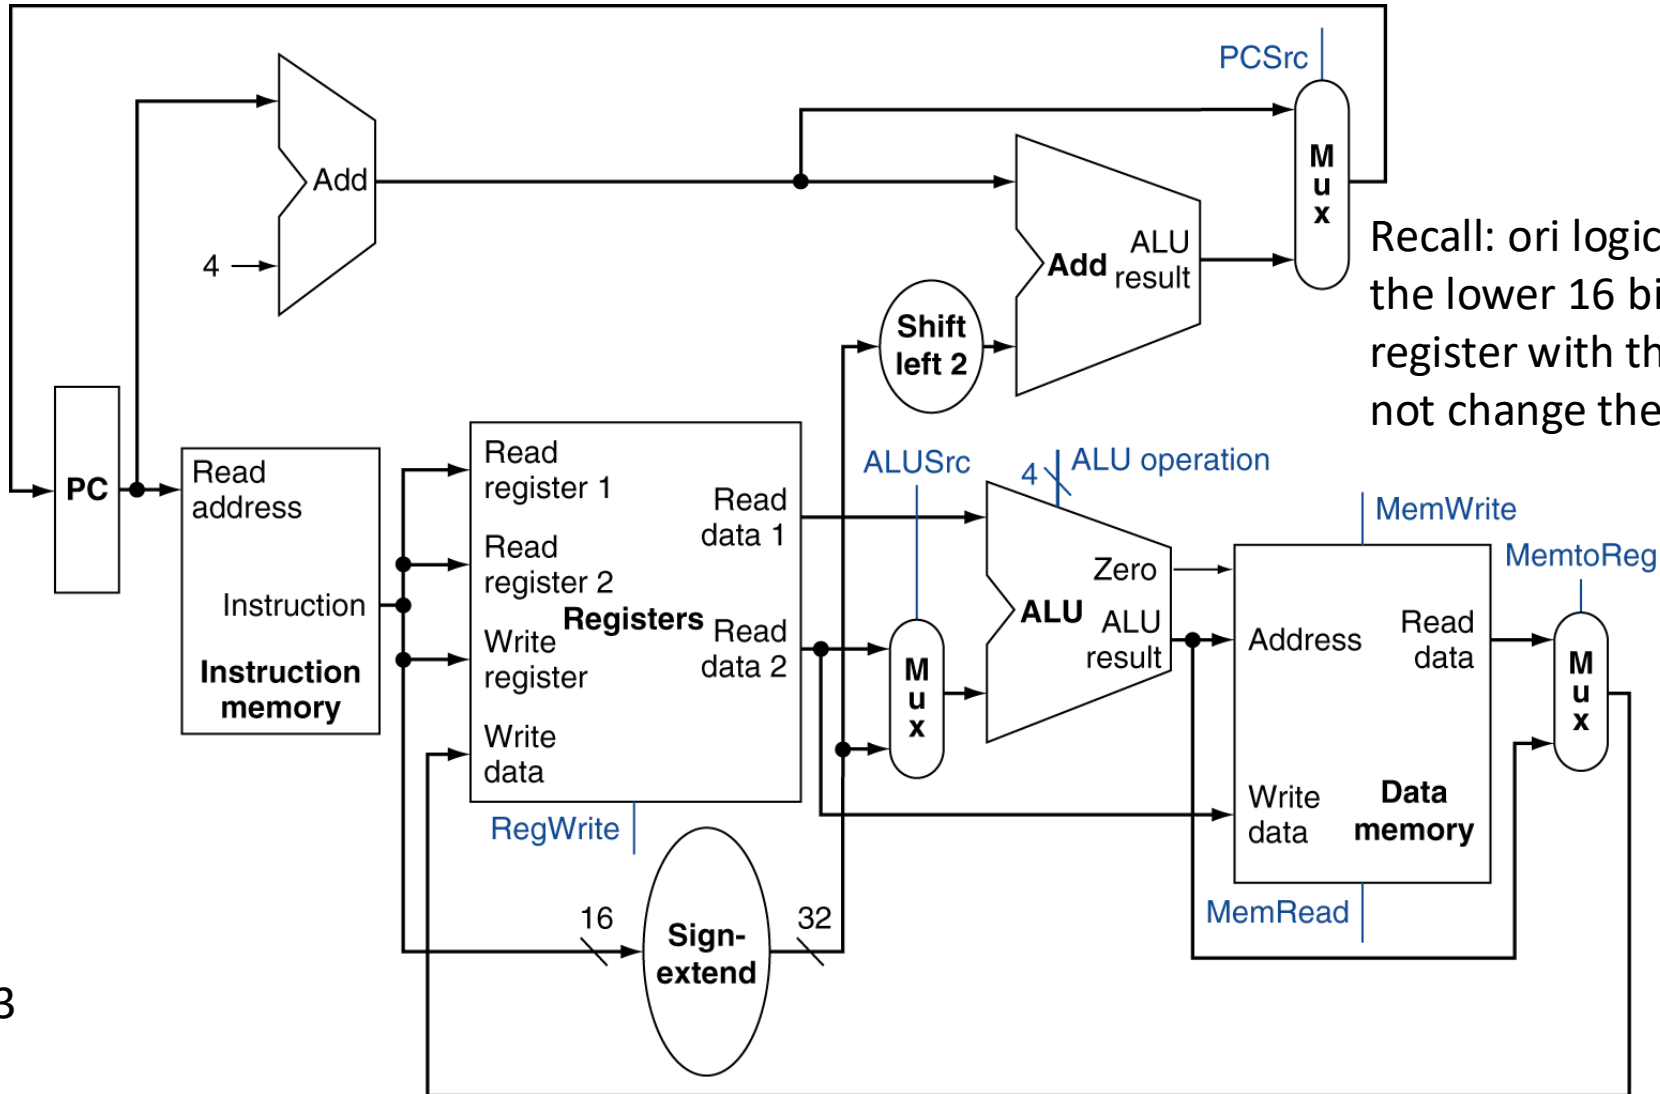 PCSrc
M
u
x
Add
4
Add
ALU
result
Recall: ori logic
the lower 16
register with
not change the
Shift
left 2
PC
Read
address
Instruction
Instruction
memory
Read
register 1
Read
register 2
Write
register
Write
data
Registers
Read
data 1
Read
data 2
RegWrite
ALUSrc
M
u
x
4
ALU operation
Zero
ALU
ALU
result
MemWrite
MemtoReg
Address
Read
data
Write
data
Data
memory
MemRead
M
u
x
16
Sign-
extend
32
3